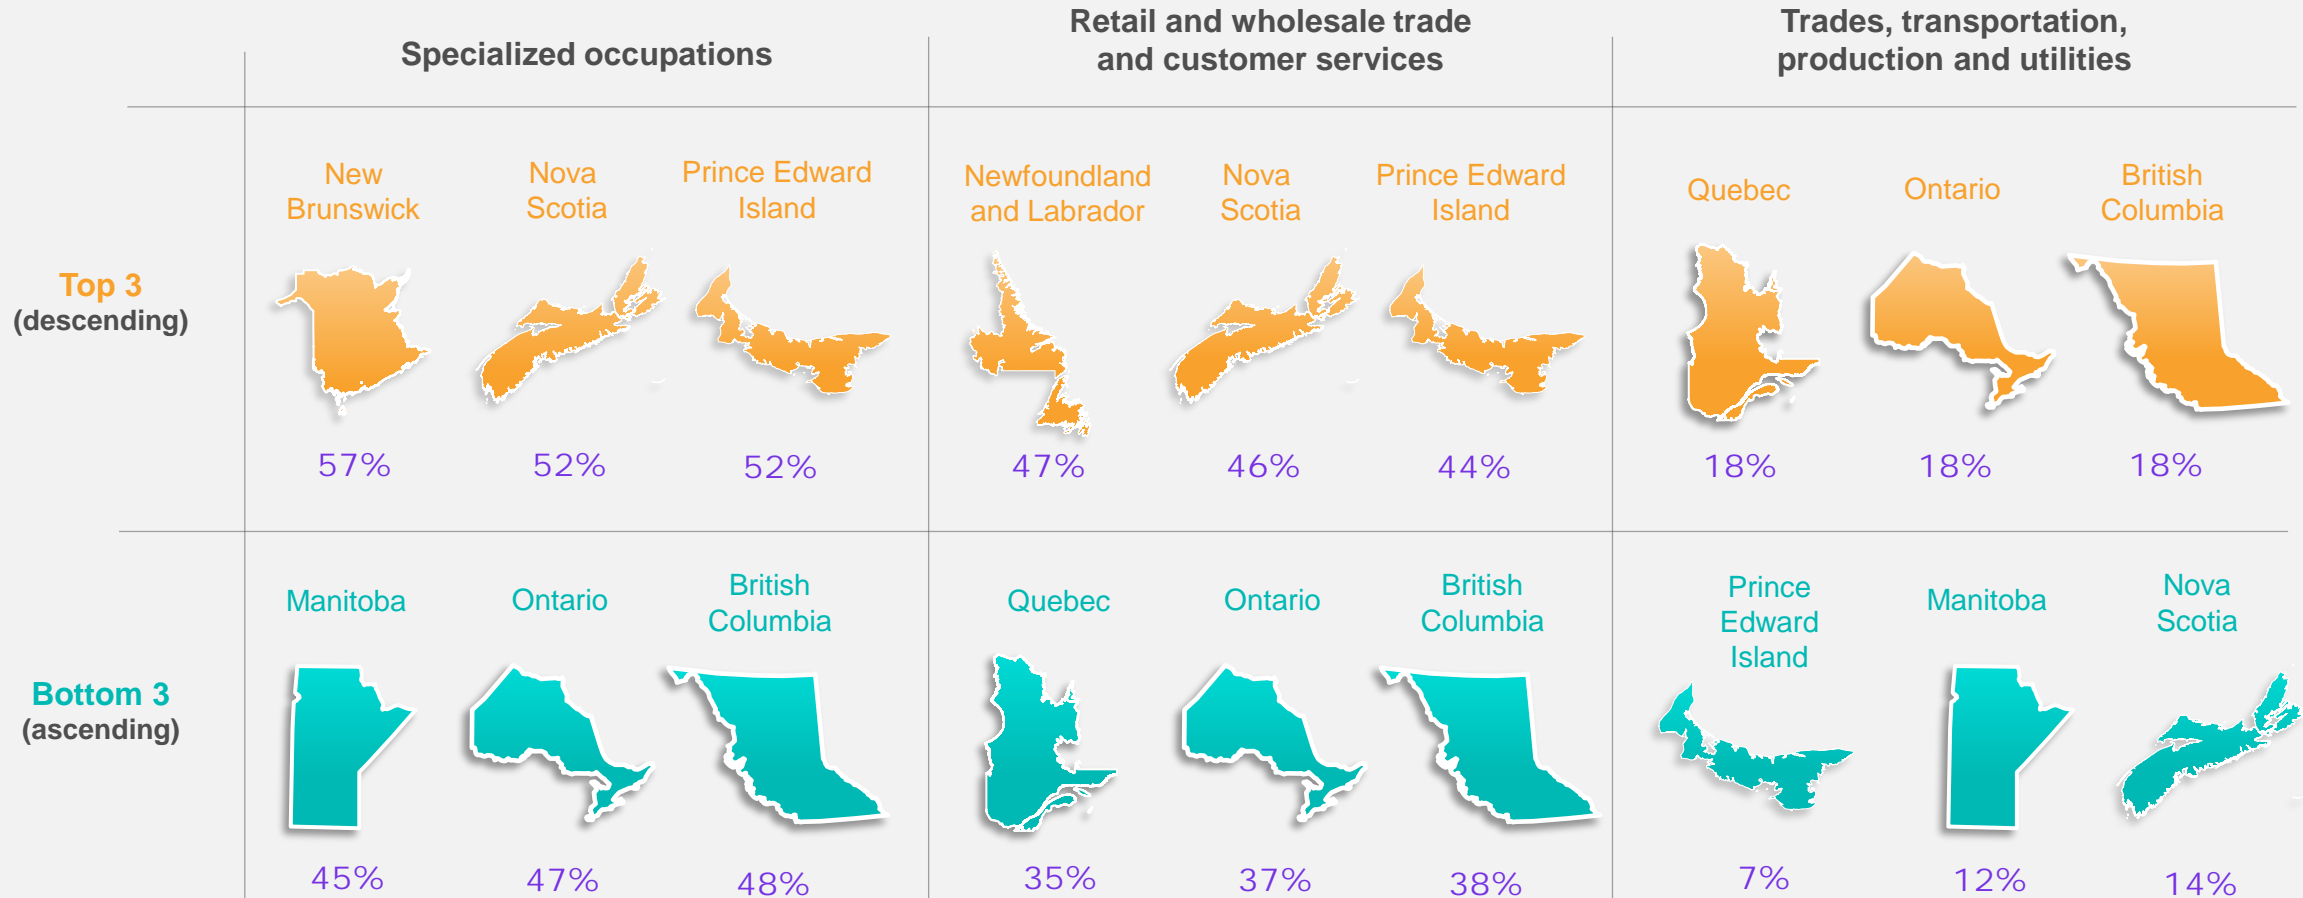 Specialized occupations
Retail and wholesale trade
and customer services
Trades, transportation,
production and utilities
Top 3
(descending)
New
Brunswick
57%
Nova
Scotia
52%
Prince Edward
Island
52%
Newfoundland
and Labrador
47%
Nova
Scotia
46%
Prince Edward
Island
44%
Quebec
18%
Ontario
18%
British
Columbia
18%
Bottom 3
(ascending)
Manitoba
45%
Ontario
47%
British
Columbia
48%
Quebec
35%
Ontario
37%
British
Columbia
38%
Prince
Edward
Island
7%
Manitoba
12%
Nova
Scotia
14%